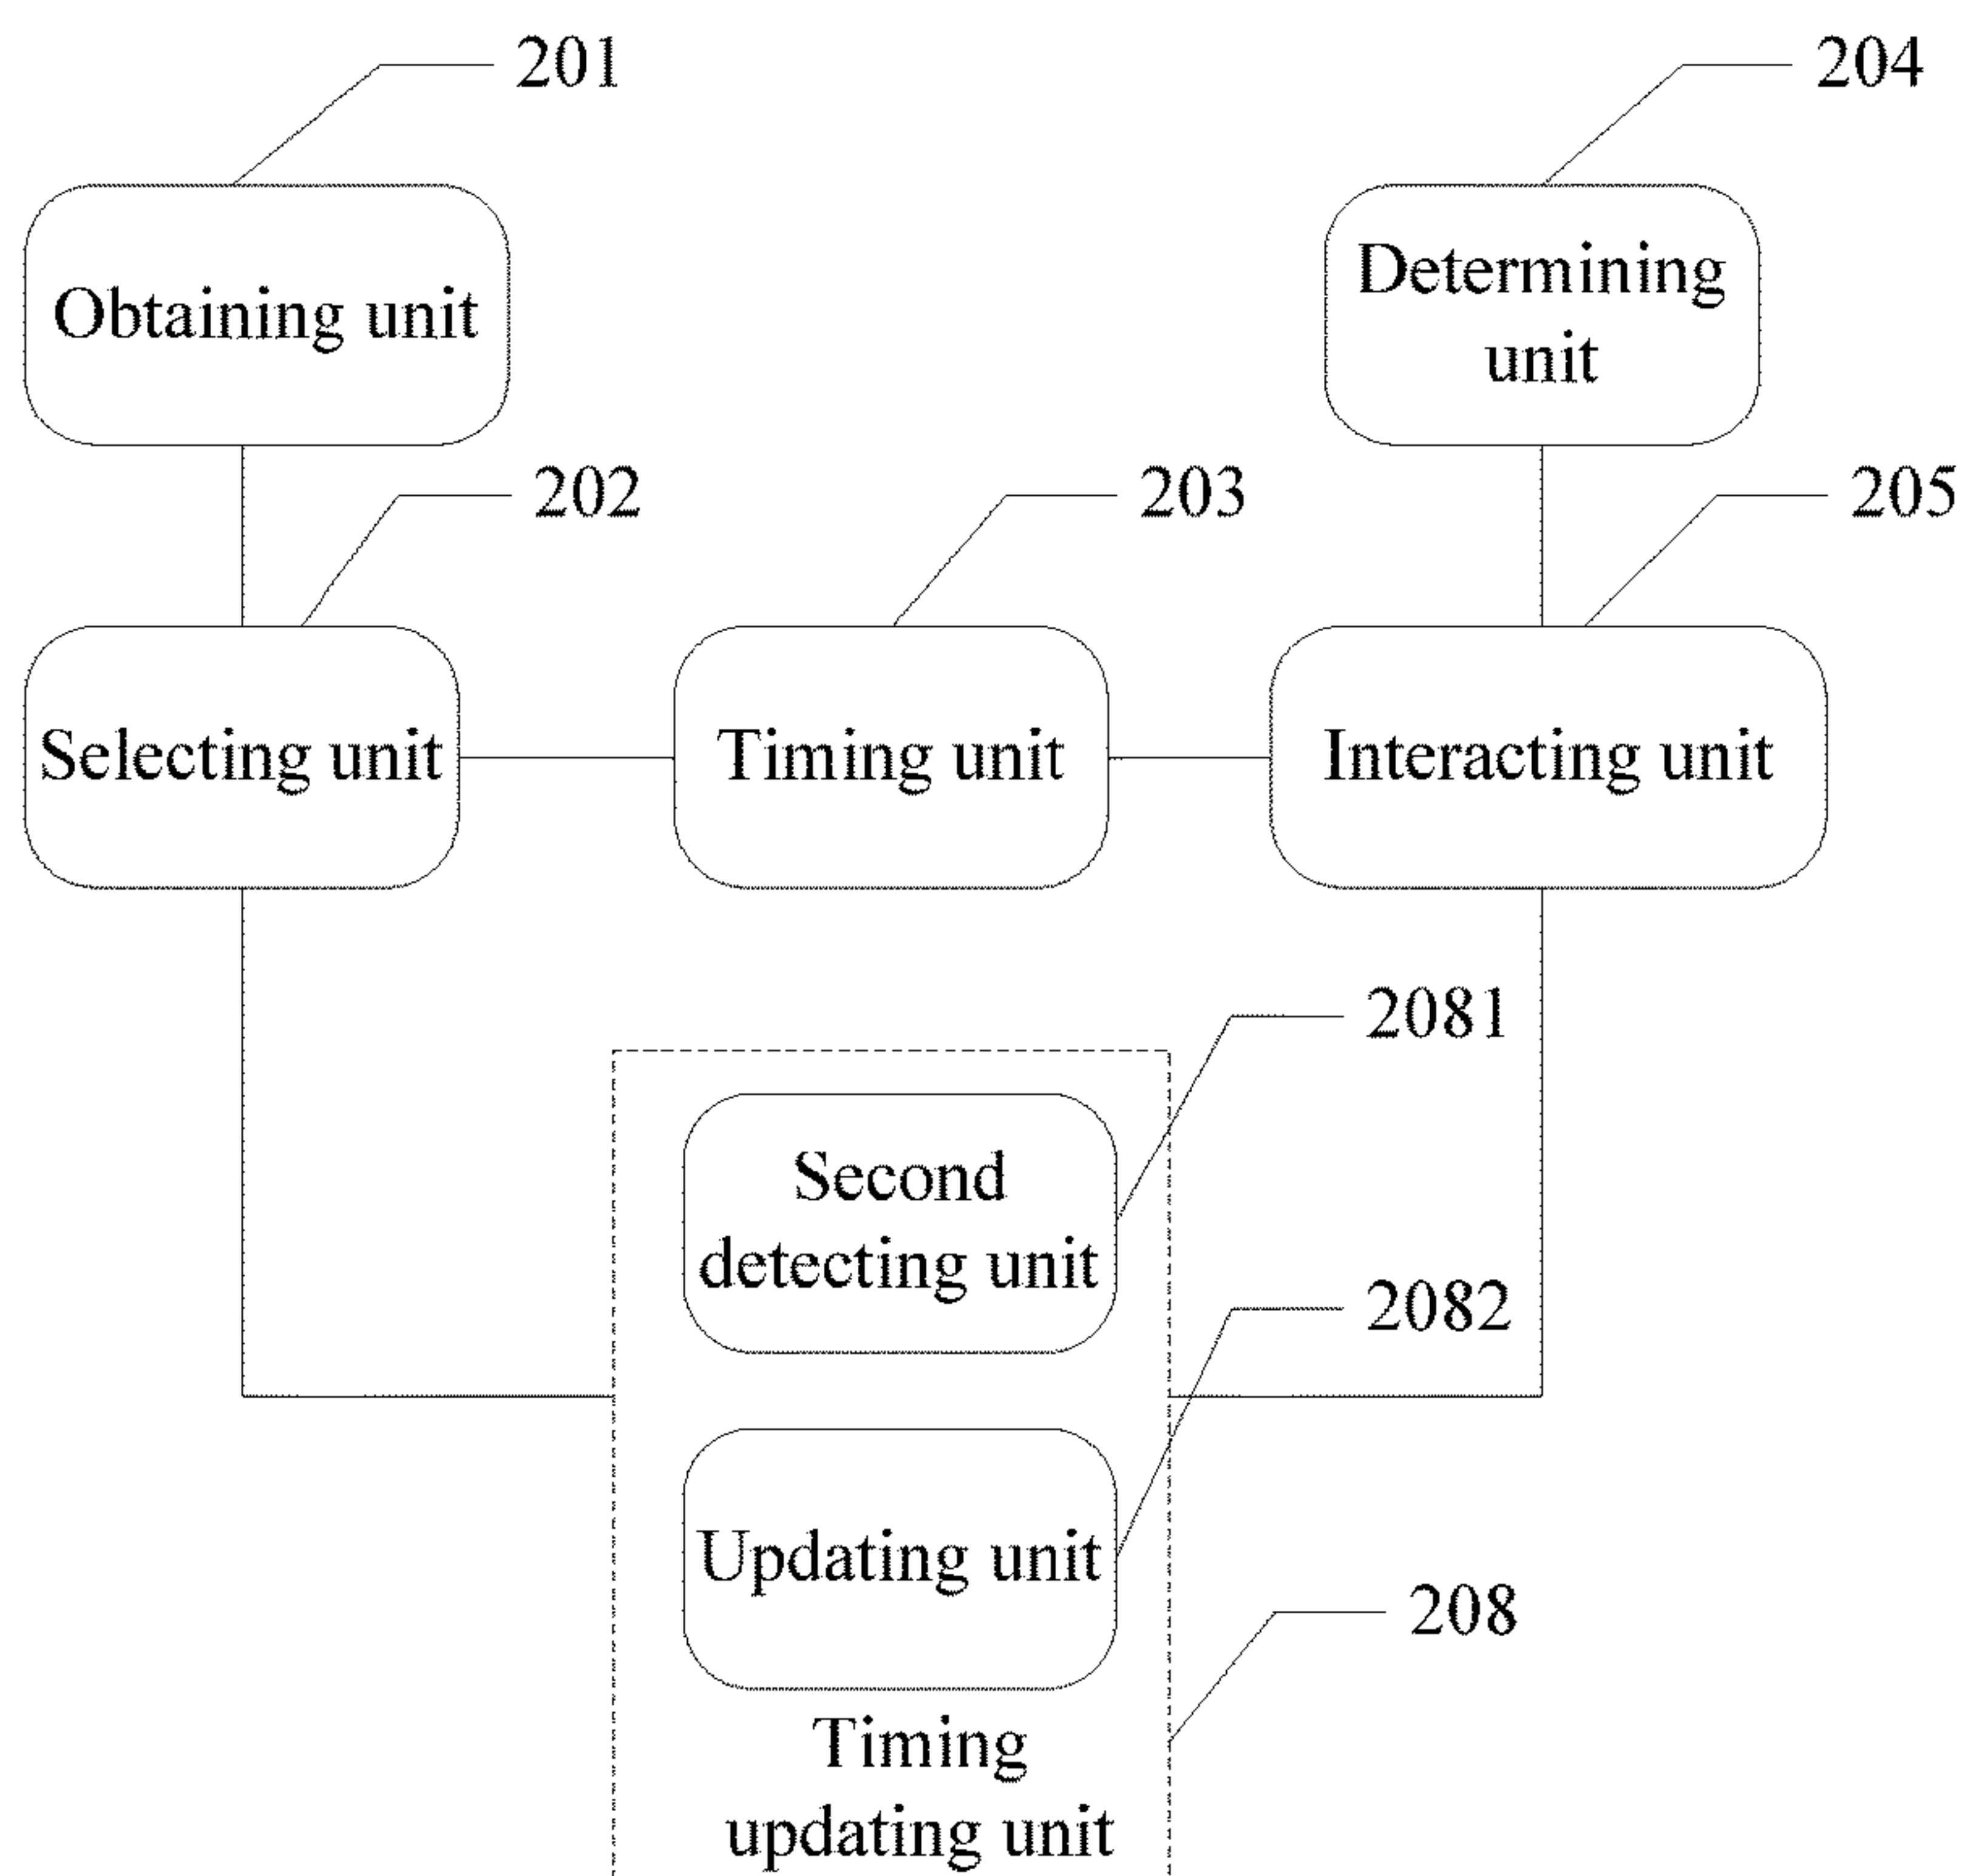 201
204
Obtaining unit
Determining
unit
202
203
205
Selecting unit
Timing unit
Interacting unit
2081
Second
detecting unit
2082
Updating unit
208
Timing
updating unit